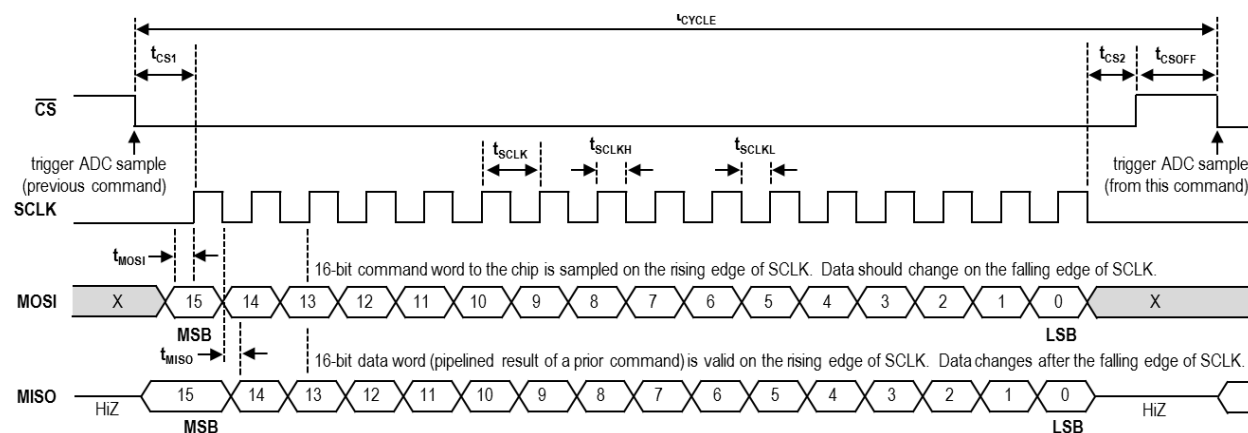 tCYCLE
tCS1
tCS2 tCSOFF
CS
tSCLK tSCLKH tSCLKL
trigger ADC sample
(previous command)
trigger ADC sample
(from this command)
SCLK
tMOSI
16-bit command word to the chip is sampled on the rising edge of SCLK. Data should change on the falling edge of SCLK.
MOSI X 15 14 13 12 11 10 9 8 7 6 5 4 3 2 1 0 X
MSB LSB
tMISO
16-bit data word (pipelined result of a prior command) is valid on the rising edge of SCLK. Data changes after the falling edge of SCLK.
MISO HiZ 15 14 13 12 11 10 9 8 7 6 5 4 3 2 1 0 HiZ
MSB LSB